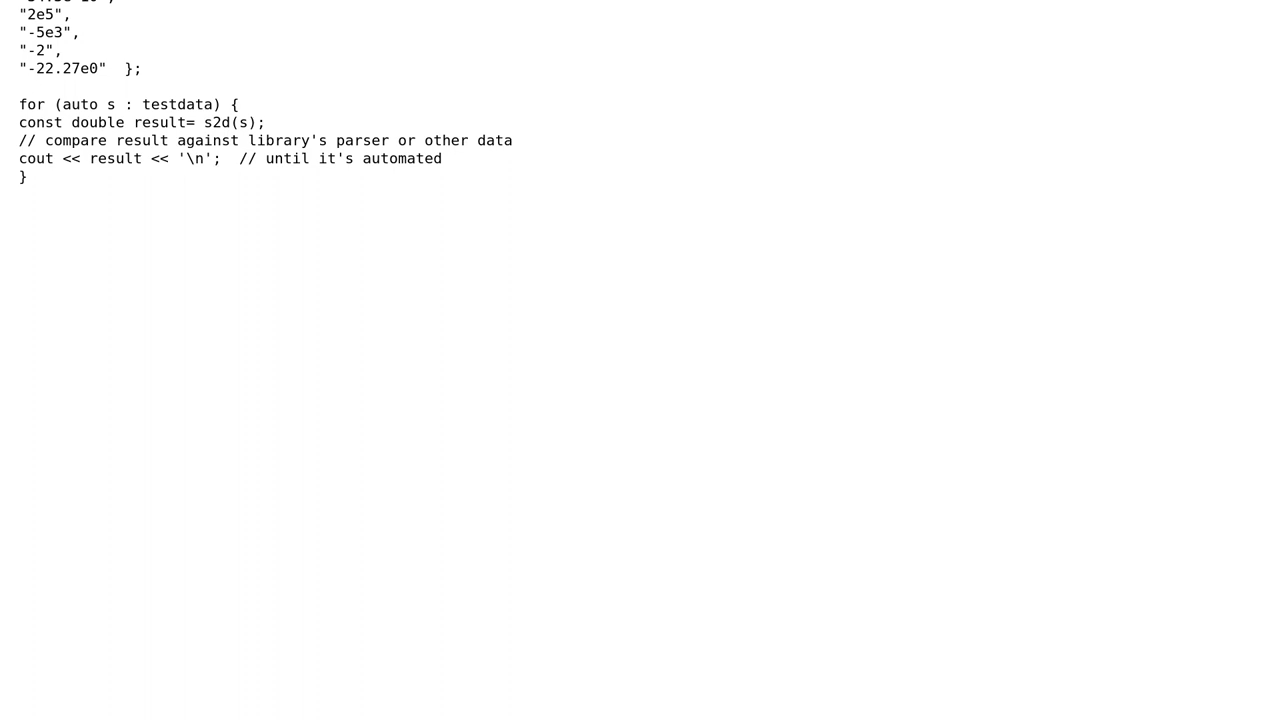 "2e5",
"-5e3",
"-2",
"-22.27e0"  };
for (auto s : testdata) {
const double result= s2d(s);
// compare result against library's parser or other data
cout << result << '\n';  // until it's automated
}